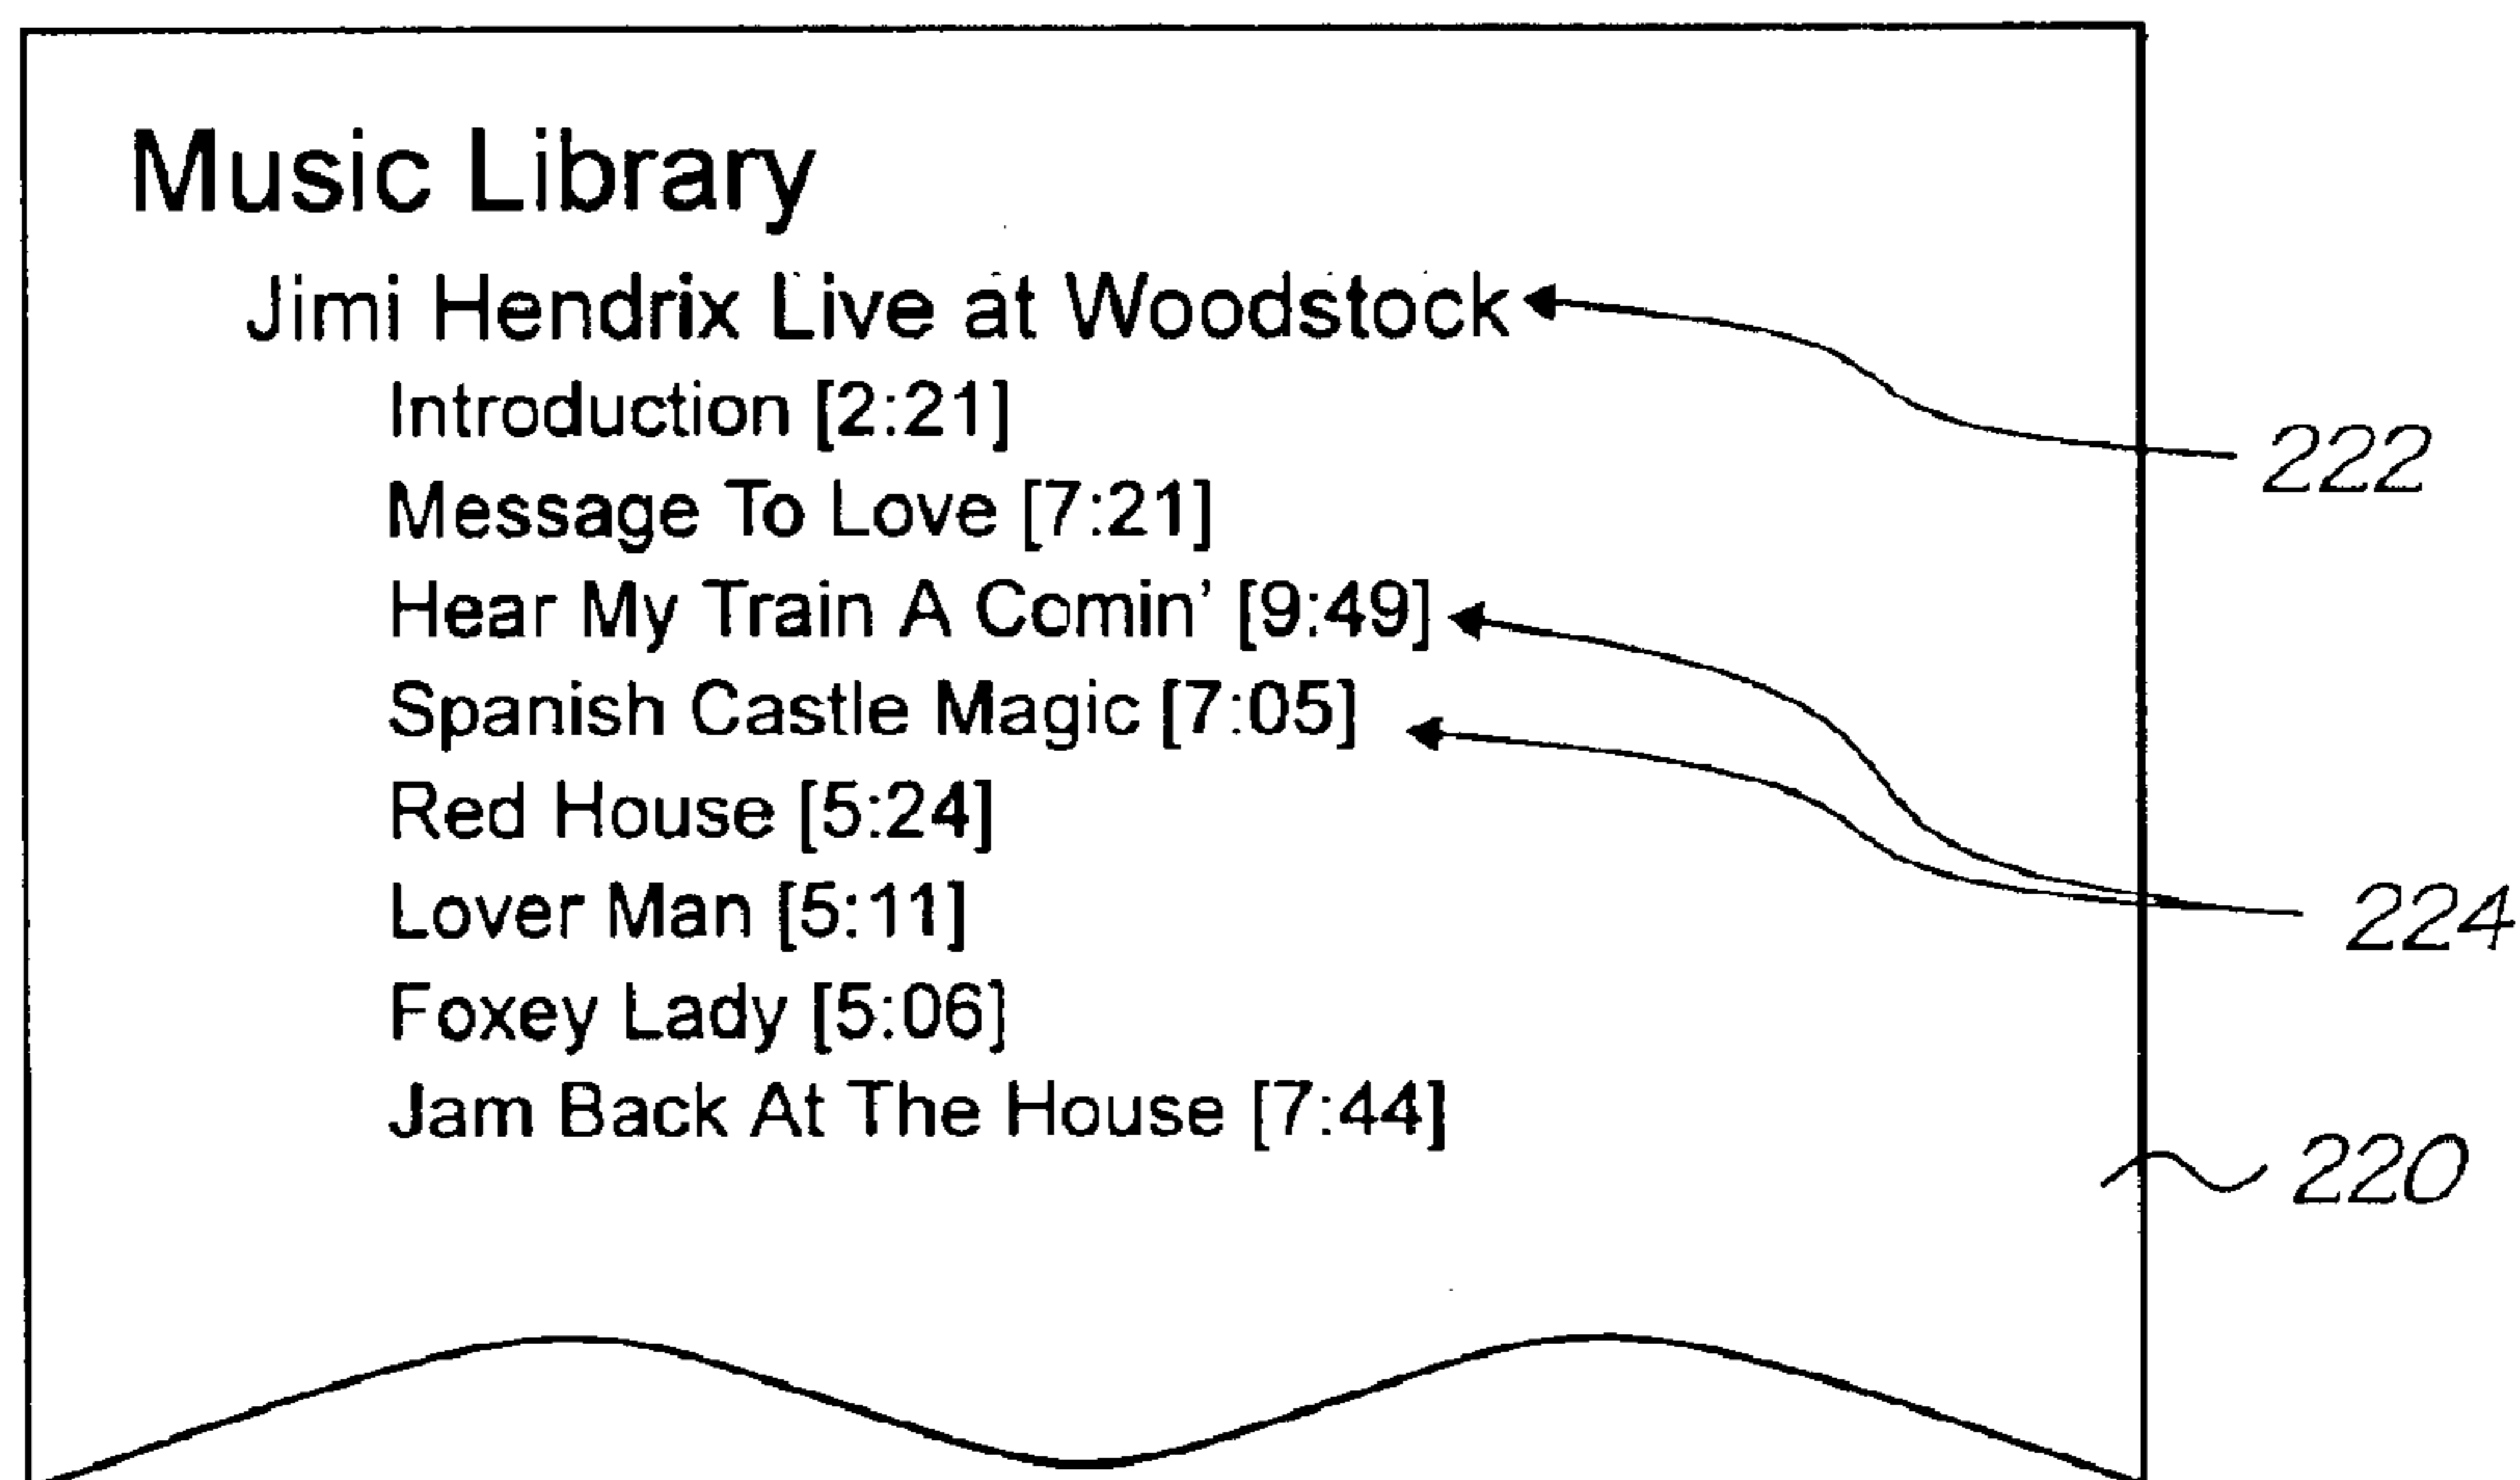 Music Library
Jimi Hendrix Live at Woodstock
Introduction [2:21]
222
Message To Love [7:21]
Hear My Train A Comin' [9:49]
Spanish Castle Magic [7:05]
Red House [5:24]
Lover Man [5:11]
224
Foxey Lady [5:06]
Jam Back At The House [7:44]
220